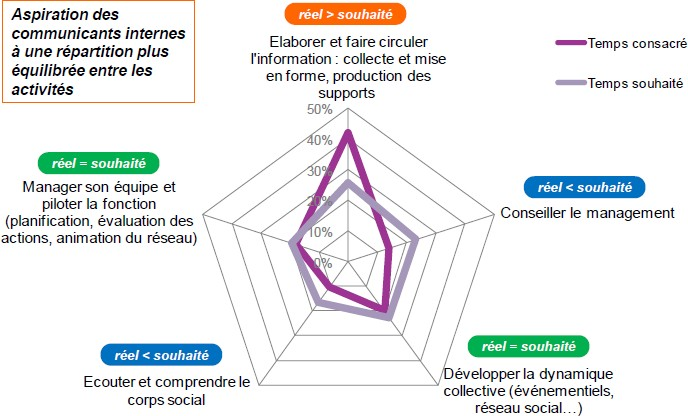 Aspiration des
communicants internes
à une répartition plus
équilibrée entre les
activités
réel > souhaité
Elaborer et faire circuler
l'information : collecte et mise
en forme, production des
supports
Temps consacré
Temps souhaité
50%
40%
30%
20%
10%
0%
réel = souhaité
Manager son équipe et
piloter la fonction
(planification, évaluation des
actions, animation du réseau)
réel < souhaité
Conseiller le management
réel < souhaité
Ecouter et comprendre le
corps social
réel = souhaité
Développer la dynamique
collective (événementiels,
réseau social…)